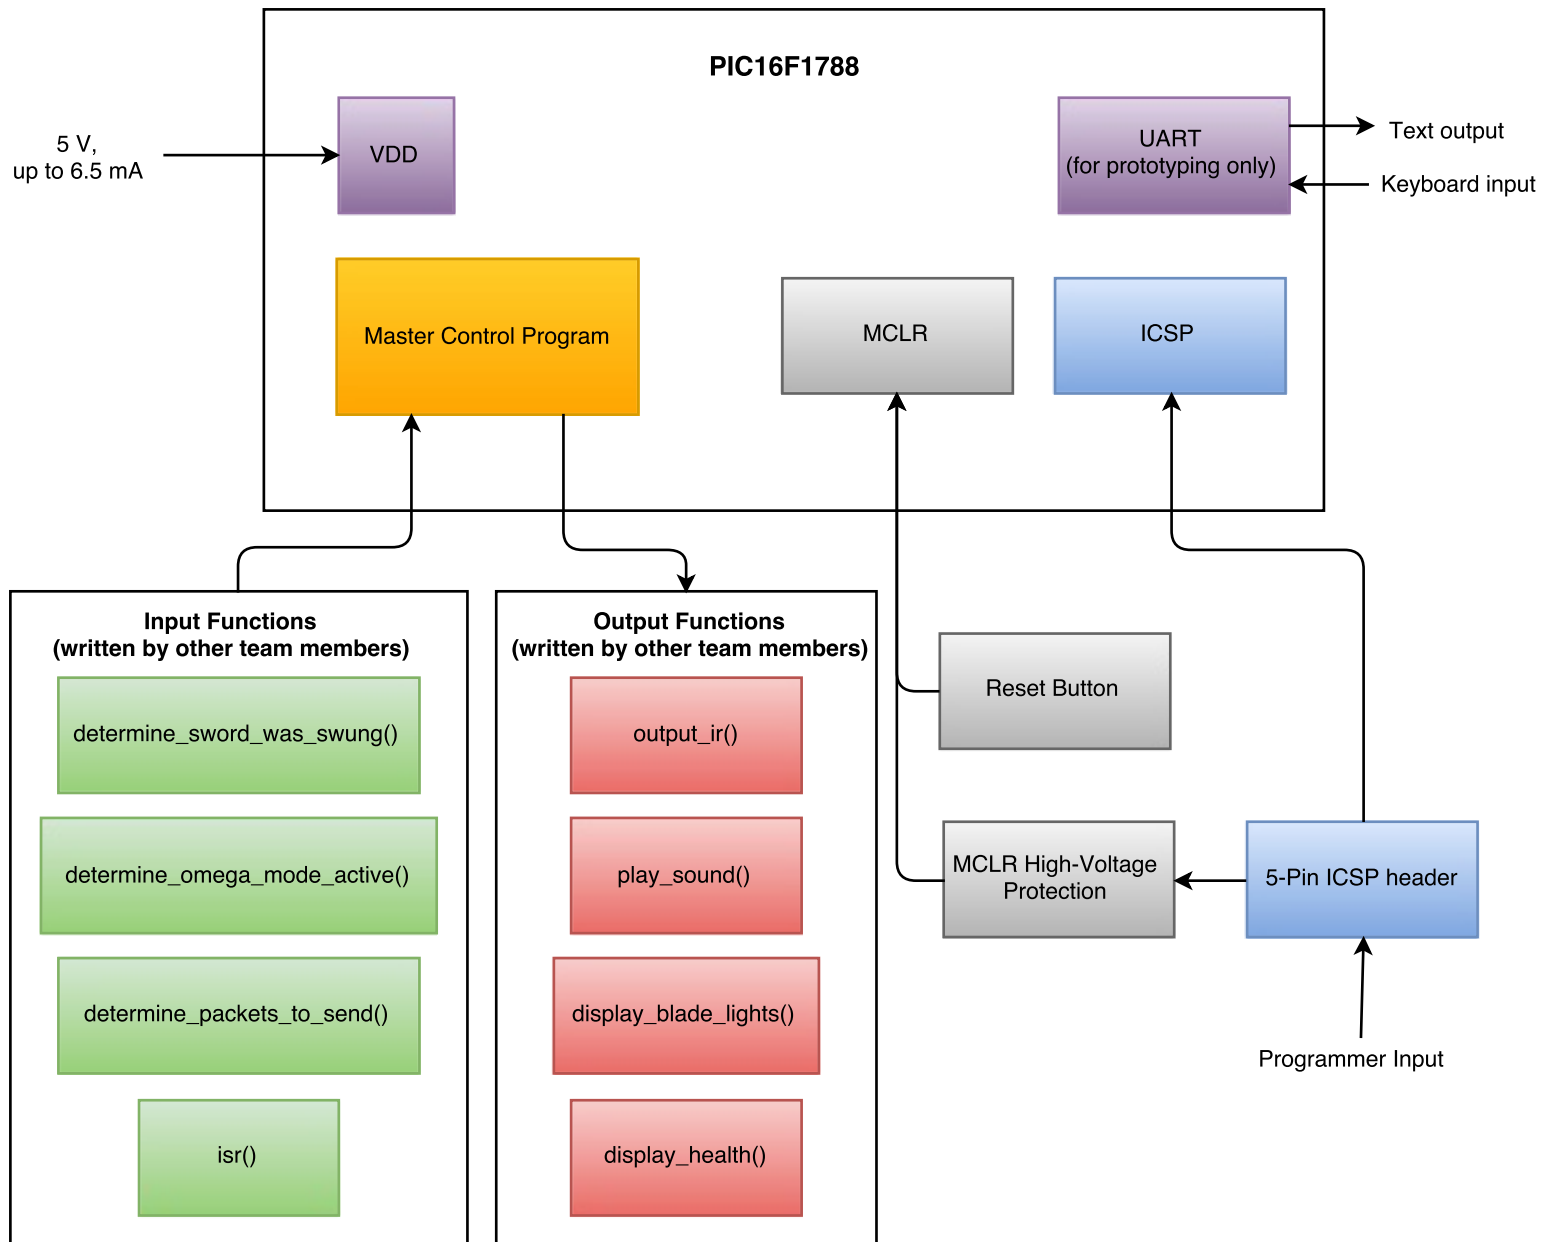 PIC16F1788
5 V,
up to 6.5 mA
VDD
UART
(for prototyping only)
Text output
Keyboard input
Master Control Program
MCLR
ICSP
Input Functions
(written by other team members)
determine_sword_was_swung()
determine_omega_mode_active()
determine_packets_to_send()
isr()
Output Functions
(written by other team members)
output_ir()
play_sound()
display_blade_lights()
display_health()
Reset Button
MCLR High-Voltage
Protection
5-Pin ICSP header
Programmer Input